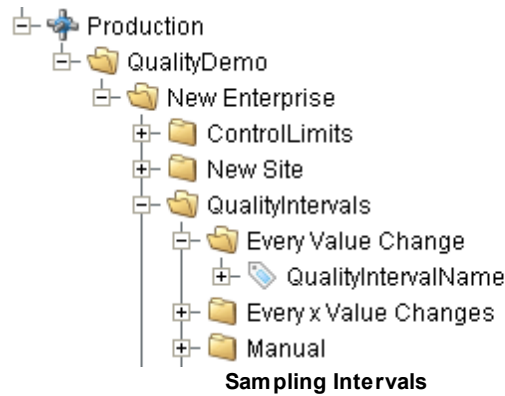 Production
QualityDemo
New Enterprise
ControlLimits
New Site
QualityIntervals
Every Value Change
QualityIntervalName
Every x Value Changes
Manual
Sampling Intervals